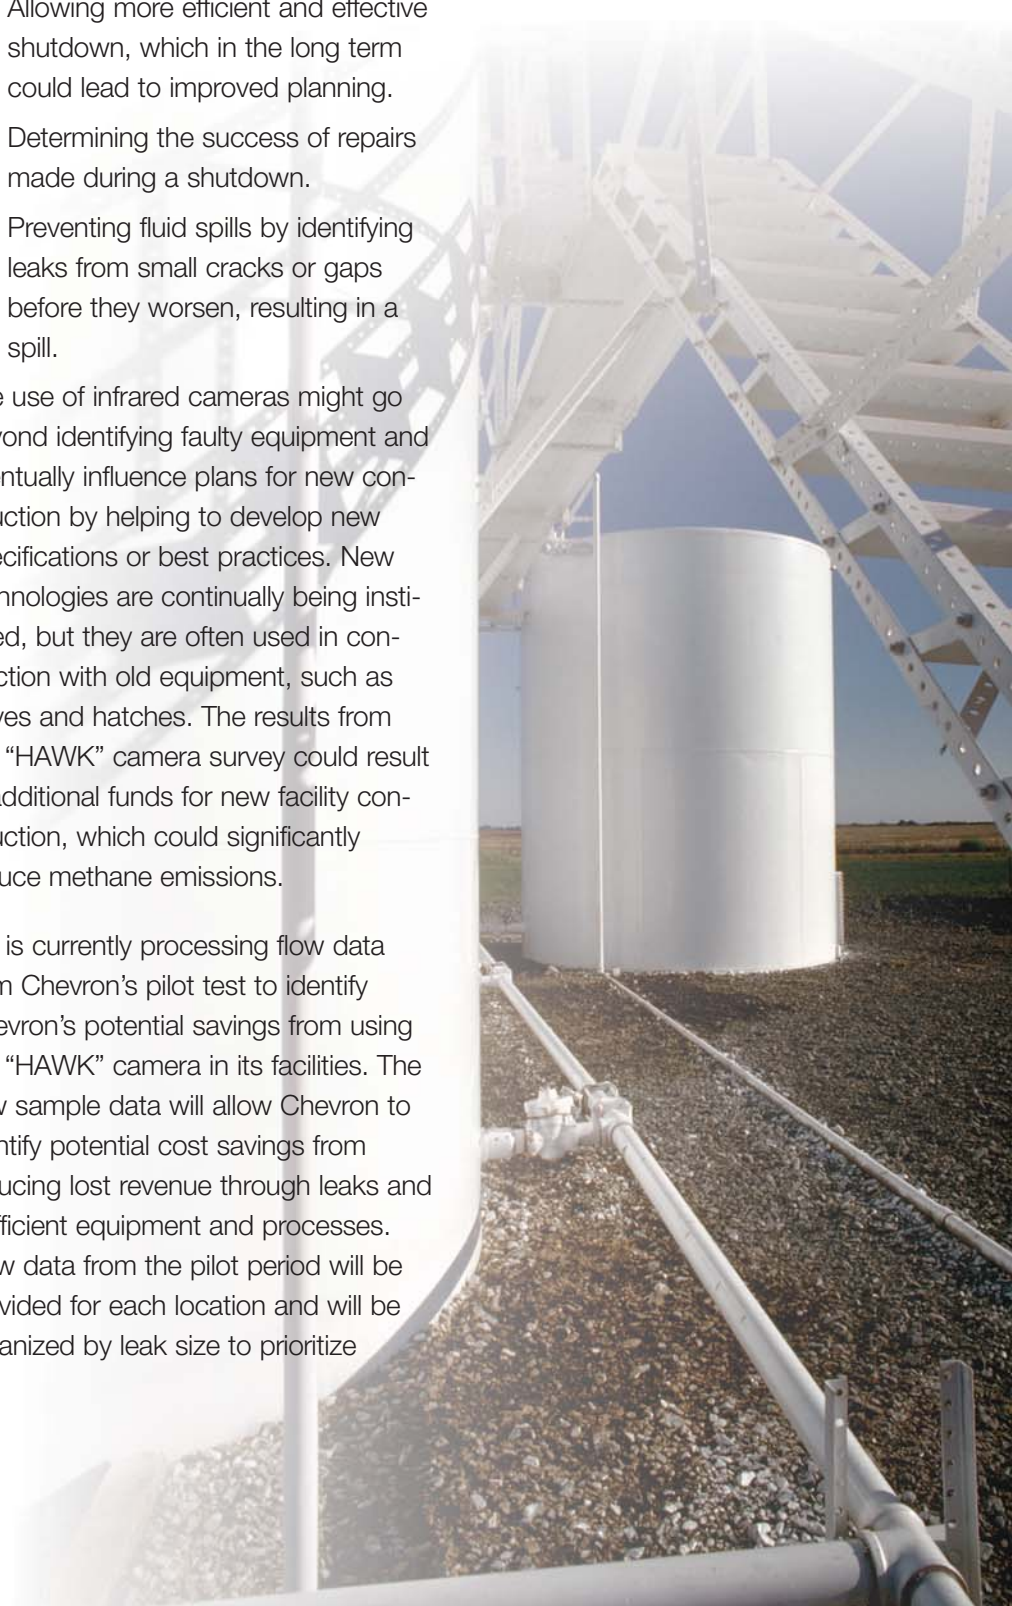 Allowing more efficient and effective
shutdown, which in the long term
could lead to improved planning.
Determining the success of repairs
made during a shutdown.
Preventing fluid spills by identifying
leaks from small cracks or gaps
before they worsen, resulting in a
spill.
e use of infrared cameras might go
yond identifying faulty equipment and
entually influence plans for new con-
uction by helping to develop new
ecifications or best practices. New
hnologies are continually being insti-
ed, but they are often used in con-
ction with old equipment, such as
ves and hatches. The results from
“HAWK” camera survey could result
additional funds for new facility con-
uction, which could significantly
uce methane emissions.
is currently processing flow data
m Chevron’s pilot test to identify
evron’s potential savings from using
“HAWK” camera in its facilities. The
w sample data will allow Chevron to
ntify potential cost savings from
ucing lost revenue through leaks and
fficient equipment and processes.
w data from the pilot period will be
vided for each location and will be
anized by leak size to prioritize